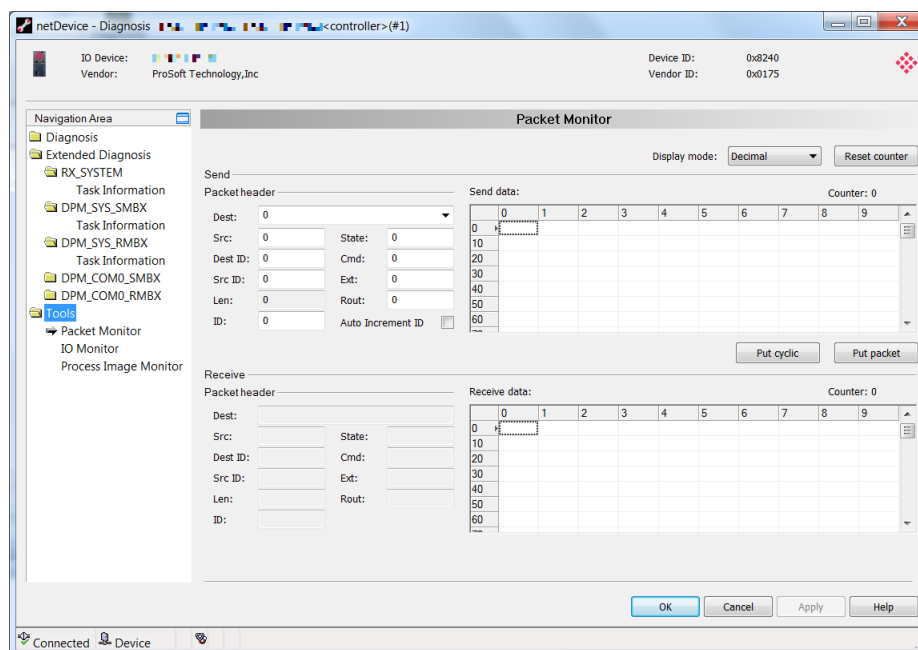 netDevice - Diagnosis <controller>(#1)
IO Device:
Vendor: ProSoft Technology,Inc
Device ID: 0x8240
Vendor ID: 0x0175
Navigation Area
Diagnosis
Extended Diagnosis
RX_SYSTEM
Task Information
DPM_SYS_SMBX
Task Information
DPM_SYS_RMBX
Task Information
DPM_COM0_SMBX
DPM_COM0_RMBX
Tools
Packet Monitor
IO Monitor
Process Image Monitor
Packet Monitor
Display mode: Decimal Reset counter
Send
Packet header
Dest: 0
Src: 0 State: 0
Dest ID: 0 Cmd: 0
Src ID: 0 Ext: 0
Len: 0 Rout: 0
ID: 0 Auto Increment ID
Send data: Counter: 0
0 1 2 3 4 5 6 7 8 9
0
10
20
30
40
50
60
70
Put cyclic Put packet
Receive
Packet header
Dest:
Src: State:
Dest ID: Cmd:
Src ID: Ext:
Len: Rout:
ID:
Receive data: Counter: 0
0 1 2 3 4 5 6 7 8 9
0
10
20
30
40
50
60
70
OK Cancel Apply Help
Connected Device